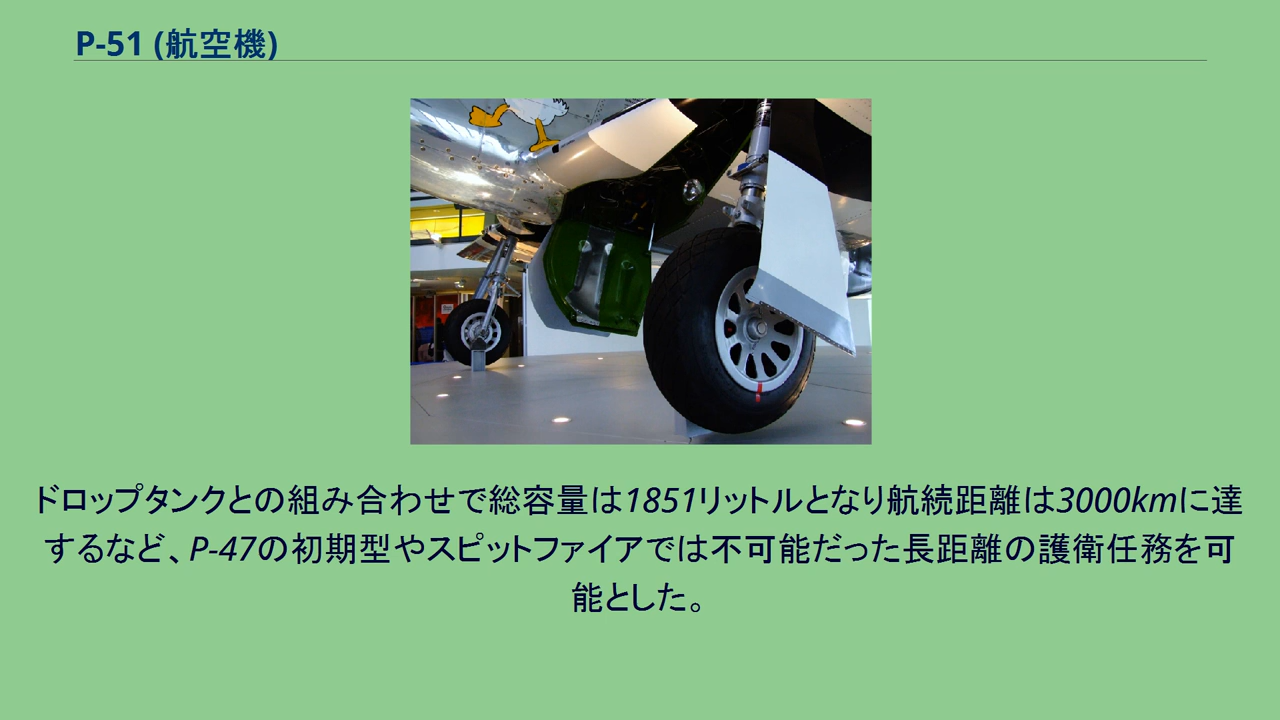 P-51 (航空機)
ドロップタンクとの組み合わせで総容量は1851リットルとなり航続距離は3000kmに達
するなど、P-47の初期型やスピットファイアでは不可能だった長距離の護衛任務を可
能とした。